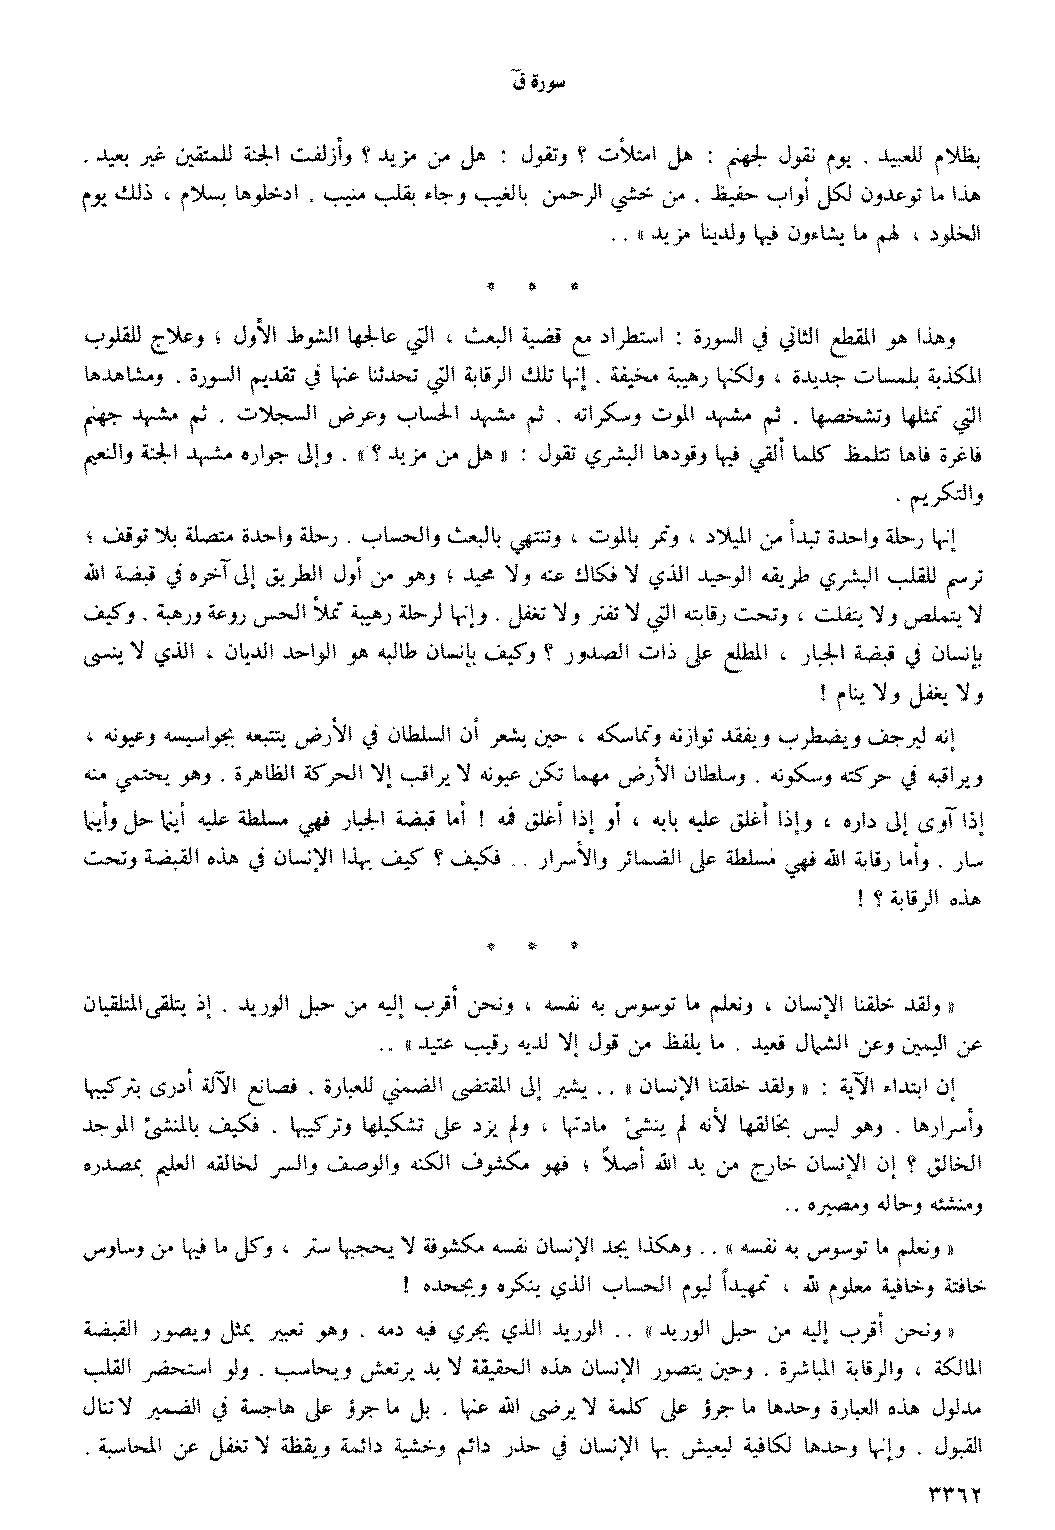 سورة قۤ
بظلام للعبيد . يوم نقول لجهنم : هل امتلأت ؟ وتقول : هل من مزيد ؟ وأزلفت الجنة للمتقين غير بعيد .
هذا ما توعدون لكل أواب حفيظ . من خشي الرحمن بالغيب وجاء بقلب منيب . ادخلوها بسلام ، ذلك يوم
الخلود ، لهم ما يشاءون فيها ولدينا مزيد » . .
* * *
وهذا هو المقطع الثاني في السورة : استطراد مع قضية البعث ، التي عالجها الشوط الأول ؛ وعلاج للقلوب
المكذبة بلمسات جديدة ، ولكنها رهيبة مخيفة . إنها تلك الرقابة التي تحدثنا عنها في تقديم السورة . ومشاهدها
التي تمثلها وتشخصها . ثم مشهد الموت وسكراته . ثم مشهد الحساب وعرض السجلات . ثم مشهد جهنم
فاغرة فاها تتلمظ كلما ألقي فيها وقودها البشري تقول : « هل من مزيد ؟ » . وإلى جواره مشهد الجنة والنعيم
والتكريم .
إنها رحلة واحدة تبدأ من الميلاد ، وتمر بالموت ، وتنتهي بالبعث والحساب . رحلة واحدة متصلة بلا توقف ؛
ترسم للقلب البشري طريقه الوحيد الذي لا فكاك عنه ولا محيد ؛ وهو من أول الطريق إلى آخره في قبضة الله
لا يتملص ولا يتفلت ، وتحت رقابته التي لا تفتر ولا تغفل . وإنها لرحلة رهيبة تملأ الحس روعة ورهبة . وكيف
بإنسان في قبضة الجبار ، المطلع على ذات الصدور ؟ وكيف بإنسان طالبه هو الواحد الديان ، الذي لا ينسى
ولا يغفل ولا ينام !
إنه ليرجف ويضطرب ويفقد توازنه وتماسكه ، حين يشعر أن السلطان في الأرض يتتبعه بجواسيسه وعيونه ،
ويراقبه في حركته وسكونه . وسلطان الأرض مهما تكن عيونه لا يراقب إلا الحركة الظاهرة . وهو يحتمي منه
إذا آوى إلى داره ، وإذا أغلق عليه بابه ، أو إذا أغلق فمه ! أما قبضة الجبار فهي مسلطة عليه أينما حل وأينما
سار . وأما رقابة الله فهي مسلطة على الضمائر والأسرار . . فكيف ؟ كيف بهذا الإنسان في هذه القبضة وتحت
هذه الرقابة ؟ !
* * *
« ولقد خلقنا الإنسان ، ونعلم ما توسوس به نفسه ، ونحن أقرب إليه من حبل الوريد . إذ يتلقى المتلقيان
عن اليمين وعن الشمال قعيد . ما يلفظ من قول إلا لديه رقيب عتيد » . .
إن ابتداء الآية : « ولقد خلقنا الإنسان » . . يشير إلى المقتضى الضمني للعبارة . فصانع الآلة أدرى بتركيبها
وأسرارها . وهو ليس بخالقها لأنه لم ينشئ مادتها ، ولم يزد على تشكيلها وتركيبها . فكيف بالمنشئ الموجد
الخالق ؟ إن الإنسان خارج من يد الله أصلاً ؛ فهو مكشوف الكنه والوصف والسر لخالقه العليم بمصدره
ومنشئه وحاله ومصيره . .
« ونعلم ما توسوس به نفسه » . . وهكذا يجد الإنسان نفسه مكشوفة لا يحجبها ستر ، وكل ما فيها من وساوس
خافتة وخافية معلوم لله ، تمهيداً ليوم الحساب الذي ينكره ويجحده !
« ونحن أقرب إليه من حبل الوريد » . . الوريد الذي يجري فيه دمه . وهو تعبير يمثل ويصور القبضة
المالكة ، والرقابة المباشرة . وحين يتصور الإنسان هذه الحقيقة لا بد يرتعش ويحاسب . ولو استحضر القلب
مدلول هذه العبارة وحدها ما جرؤ على كلمة لا يرضى الله عنها . بل ما جرؤ على هاجسة في الضمير لا تنال
القبول . وإنها وحدها لكافية ليعيش بها الإنسان في حذر دائم وخشية دائمة ويقظة لا تغفل عن المحاسبة .
٣٣٦٢